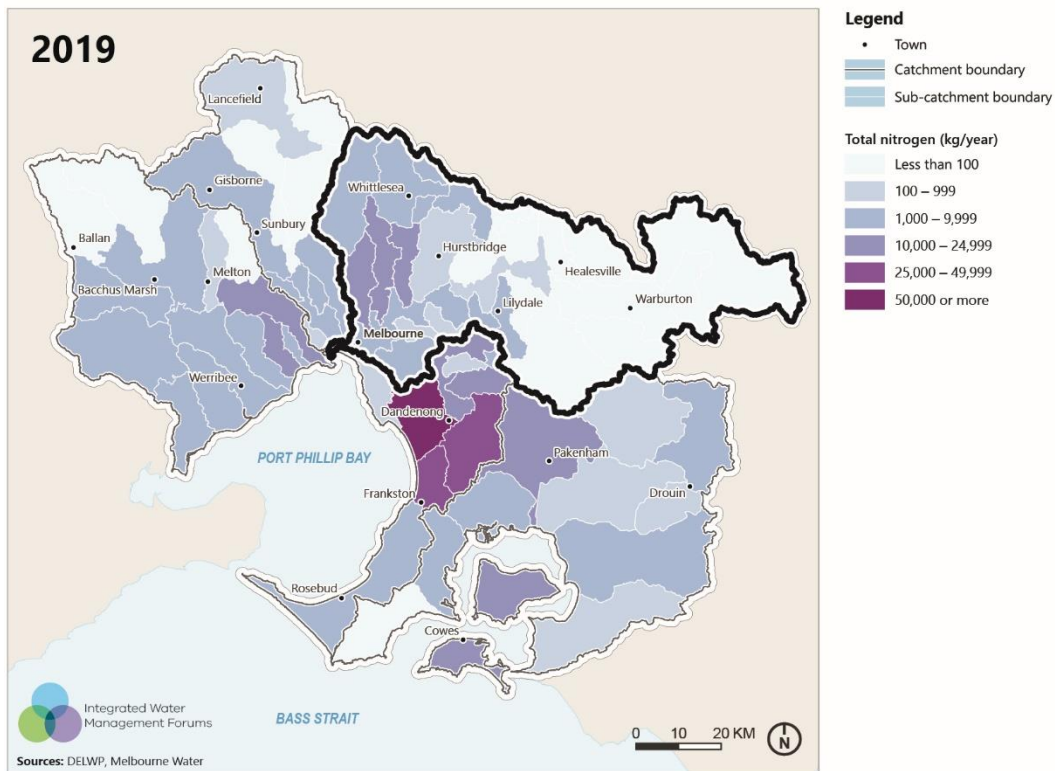 2019
Lancefield
Gisborne
Whittlesea
Sunbury
Ballan
Hurstbridge
Healesville
Melton
Bacchus Marsh
Lilydale
Warburton
Melbourne
Werribee
Dandenong
PORT PHILLIP BAY
Pakenham
Frankston
Drouin
Rosebud
Cowes
BASS STRAIT
Integrated Water
Management Forums
Sources: DELWP, Melbourne Water
0 10 20 KM
N
Legend
Town
Catchment boundary
Sub-catchment boundary
Total nitrogen (kg/year)
Less than 100
100 – 999
1,000 – 9,999
10,000 – 24,999
25,000 – 49,999
50,000 or more